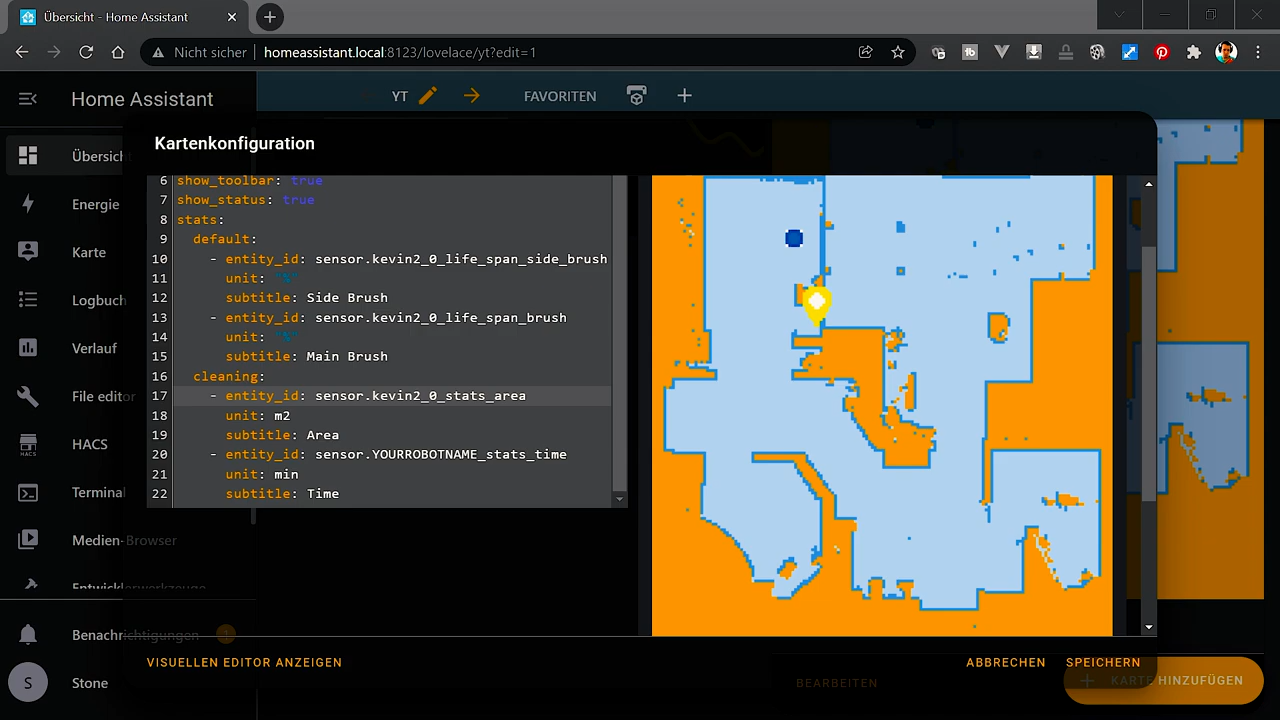 Übersicht - Home Assistant
Nicht sicher
homeassistant.local:8123/lovelace/yt?edit=1
Home Assistant
YT
FAVORITEN
Kartenkonfiguration
Übersicht
Energie
Karte
Logbuch
Verlauf
File editor
HACS
HACS
Terminal
Medien-Browser
Entwicklerwerkzeuge
Benachrichtigungen
1
S
Stone
6 show_toolbar: true
7 show_status: true
8 stats:
9 default:
10 - entity_id: sensor.kevin2_0_life_span_side_brush
11 unit: "%"
12 subtitle: Side Brush
13 - entity_id: sensor.kevin2_0_life_span_brush
14 unit: "%"
15 subtitle: Main Brush
16 cleaning:
17 - entity_id: sensor.kevin2_0_stats_area
18 unit: m2
19 subtitle: Area
20 - entity_id: sensor.YOURROBOTNAME_stats_time
21 unit: min
22 subtitle: Time
VISUELLEN EDITOR ANZEIGEN
ABBRECHEN
SPEICHERN
BEARBEITEN
KARTE HINZUFÜGEN